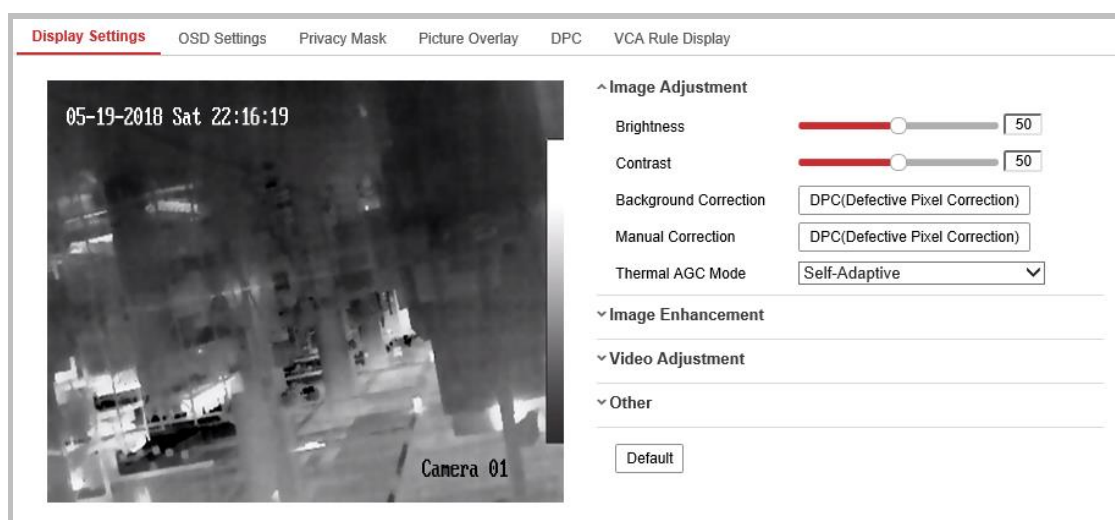 Display Settings OSD Settings Privacy Mask Picture Overlay DPC VCA Rule Display
05-19-2018 Sat 22:16:19
Camera 01
Image Adjustment
Brightness 50
Contrast 50
Background Correction DPC(Defective Pixel Correction)
Manual Correction DPC(Defective Pixel Correction)
Thermal AGC Mode Self-Adaptive
Image Enhancement
Video Adjustment
Other
Default